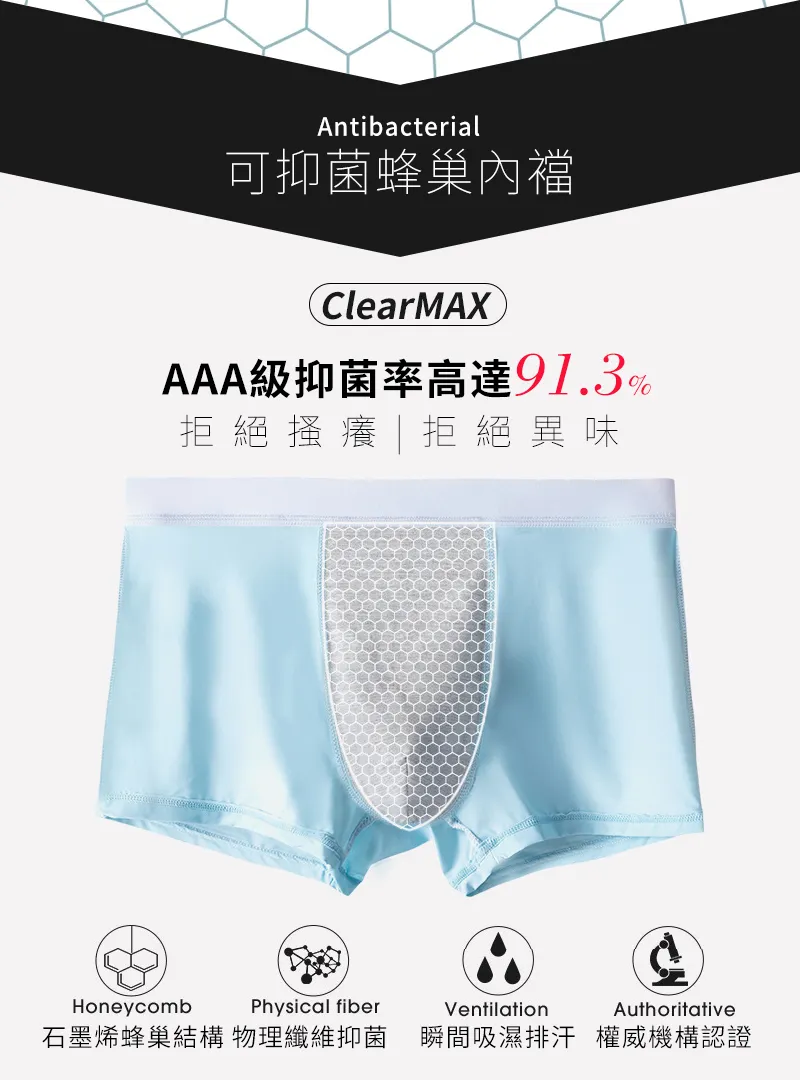 Antibacterial
可抑菌蜂巢內襠
ClearMAX
AAA級抑菌率高達91.3%
拒絕搔癢|拒絕異味
Honeycomb
石墨烯蜂巢結構
Physical fiber
物理纖維抑菌
Ventilation
瞬間吸濕排汗
Authoritative
權威機構認證